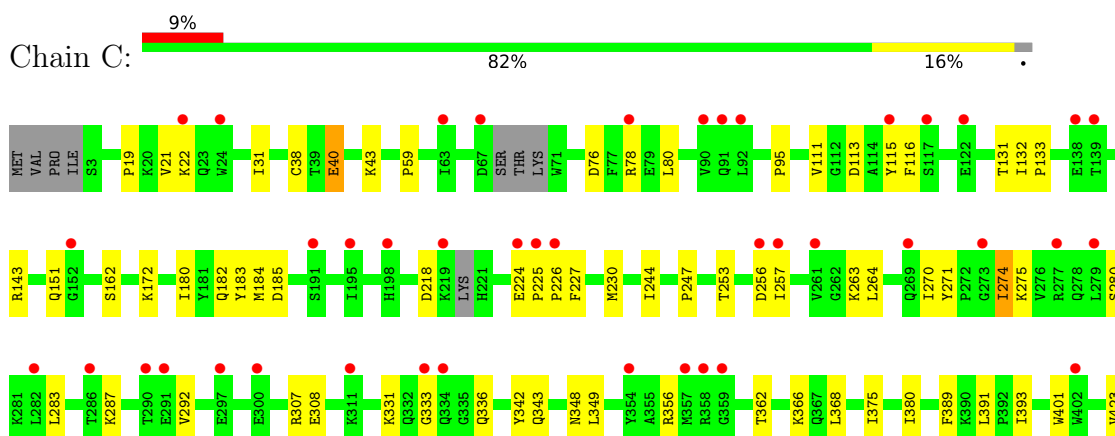 9%
Chain C:
82% 16% •
MET VAL PRO ILE S3 P19 K20 V21 K22 Q23 W24 I31 C38 T39 E40 K43 P59 I63 D67 SER THR LYS W71 D76 F77 R78 E79 L80 V90 Q91 L92 P95 V111 G112 D113 A114 Y115 F116 S117 E122 T131 I132 P133 E138 T139
R143 Q151 G152 S162 K172 I180 Y181 Q182 Y183 M184 D185 S191 I195 H198 D218 K219 LYS H221 E224 P225 P226 F227 M230 I244 P247 T253 D256 I257 V261 G262 K263 L264 Q269 I270 Y271 P272 G273 I274 K275 V276 R277 Q278 L279 S280
K281 L282 L283 T286 K287 T290 E291 V292 E297 E300 R307 E308 K311 K331 Q332 G333 Q334 G335 Q336 Y342 Q343 N348 L349 Y354 A355 R356 M357 R358 G359 T362 K366 Q367 L368 I375 I380 F389 K390 L391 P392 I393 W401 W402